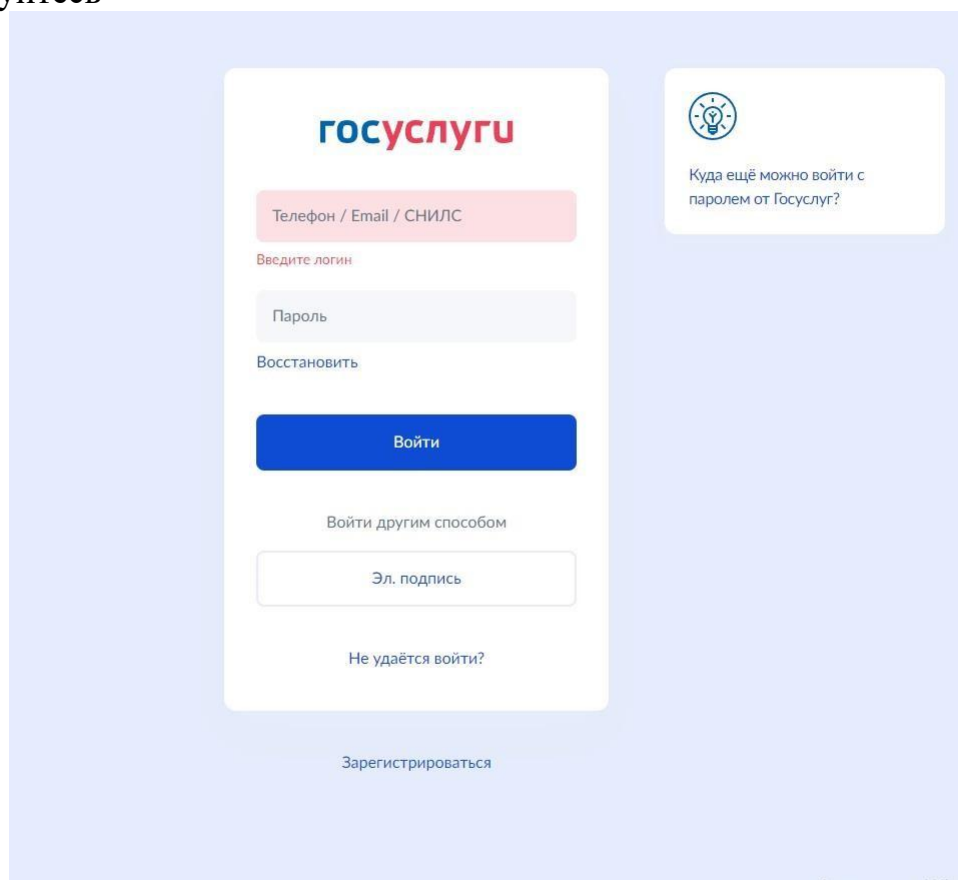 госуслуги
Телефон / Email / СНИЛС
Введите логин
Пароль
Восстановить
Войти
Войти другим способом
Эл. подпись
Не удаётся войти?
Зарегистрироваться
Куда ещё можно войти с
паролем от Госуслуг?